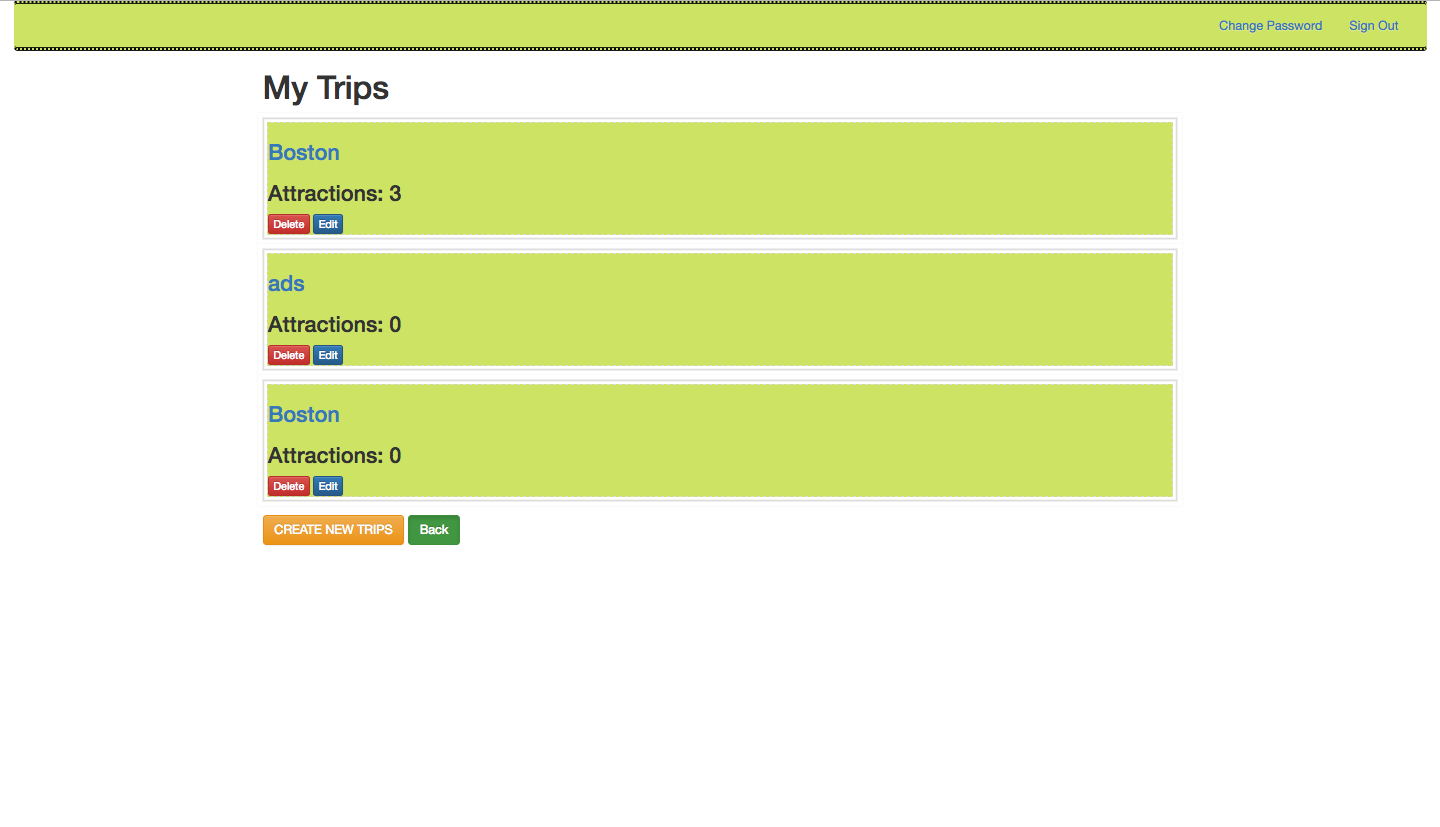 Change Password Sign Out
My Trips
Boston
Attractions: 3
Delete Edit
ads
Attractions: 0
Delete Edit
Boston
Attractions: 0
Delete Edit
CREATE NEW TRIPS Back